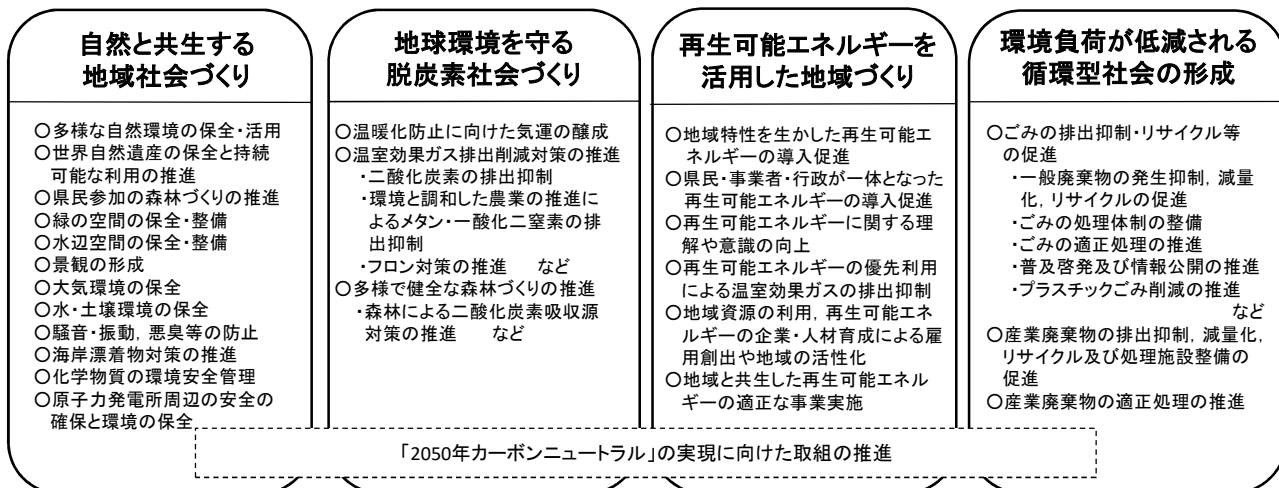 自然と共生する
地域社会づくり
〇多様な自然環境の保全・活用
〇世界自然遺産の保全と持続
可能な利用の推進
〇県民参加の森林づくりの推進
〇緑の空間の保全・整備
〇水辺空間の保全・整備
〇景観の形成
〇大気環境の保全
〇水・土壌環境の保全
〇騒音・振動,悪臭等の防止
〇海岸漂着物対策の推進
〇化学物質の環境安全管理
〇原子力発電所周辺の安全の
確保と環境の保全
地球環境を守る
脱炭素社会づくり
〇温暖化防止に向けた気運の醸成
〇温室効果ガス排出削減対策の推進
・二酸化炭素の排出抑制
・環境と調和した農業の推進に
よるメタン・一酸化二窒素の排
出抑制
・フロン対策の推進 など
〇多様で健全な森林づくりの推進
・森林による二酸化炭素吸収源
対策の推進 など
再生可能エネルギーを
活用した地域づくり
〇地域特性を生かした再生可能エ
ネルギーの導入促進
〇県民・事業者・行政が一体となった
再生可能エネルギーの導入促進
〇再生可能エネルギーに関する理
解や意識の向上
〇再生可能エネルギーの優先利用
による温室効果ガスの排出抑制
〇地域資源の利用,再生可能エネ
ルギーの企業・人材育成による雇
用創出や地域の活性化
〇地域と共生した再生可能エネル
ギーの適正な事業実施
環境負荷が低減される
循環型社会の形成
〇ごみの排出抑制・リサイクル等
の促進
・一般廃棄物の発生抑制,減量
化,リサイクルの促進
・ごみの処理体制の整備
・ごみの適正処理の推進
・普及啓発及び情報公開の推進
・プラスチックごみ削減の推進
など
〇産業廃棄物の排出抑制,減量化,
リサイクル及び処理施設整備の
促進
〇産業廃棄物の適正処理の推進
「2050年カーボンニュートラル」の実現に向けた取組の推進